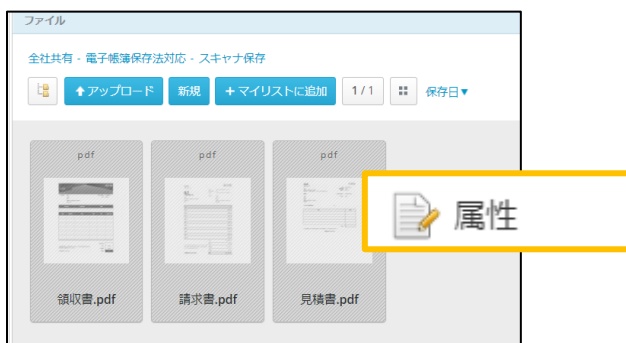 ファイル
全社共有 - 電子帳簿保存法対応 - スキャナ保存
アップロード 新規 +マイリストに追加 1/1 保存日▼
pdf pdf pdf
属性
領収書.pdf 請求書.pdf 見積書.pdf